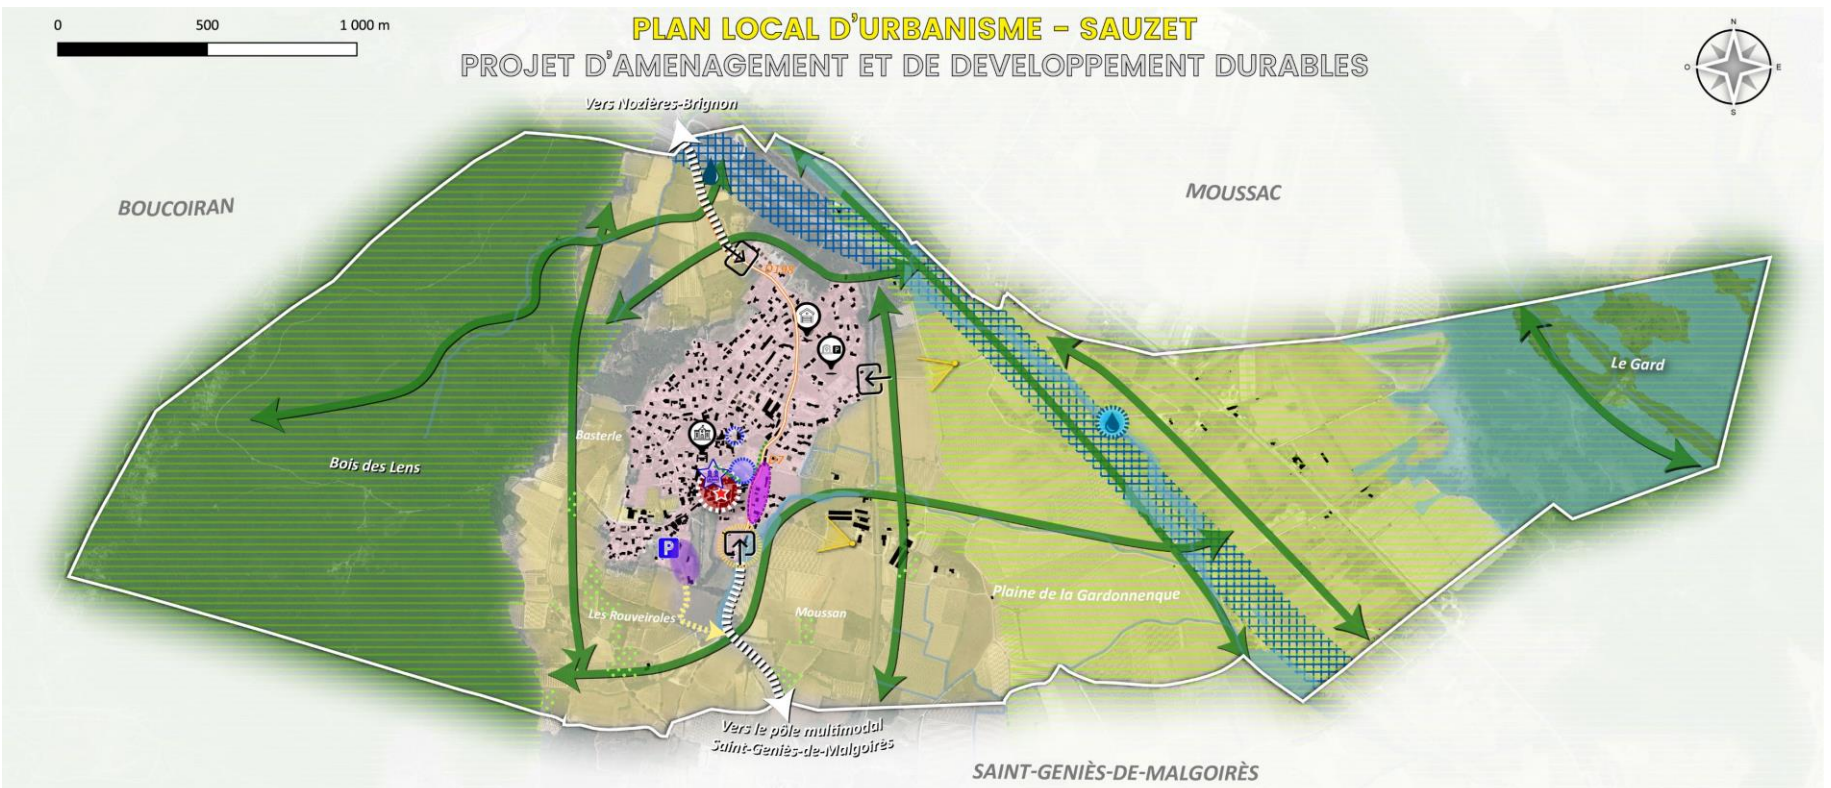 0 500 1 000 m
PLAN LOCAL D'URBANISME – SAUZET
PROJET D'AMENAGEMENT ET DE DEVELOPPEMENT DURABLES
N
O
E
S
Vers Nozières-Brignon
BOUCOIRAN
MOUSSAC
Le Gard
Basterle
Bois des Lens
P
P
Les Rouveiroles
Moussan
Plaine de la Gardonnenque
Vers le pôle multimodal
Saint-Geniès-de-Malgoirès
SAINT-GENIÈS-DE-MALGOIRÈS